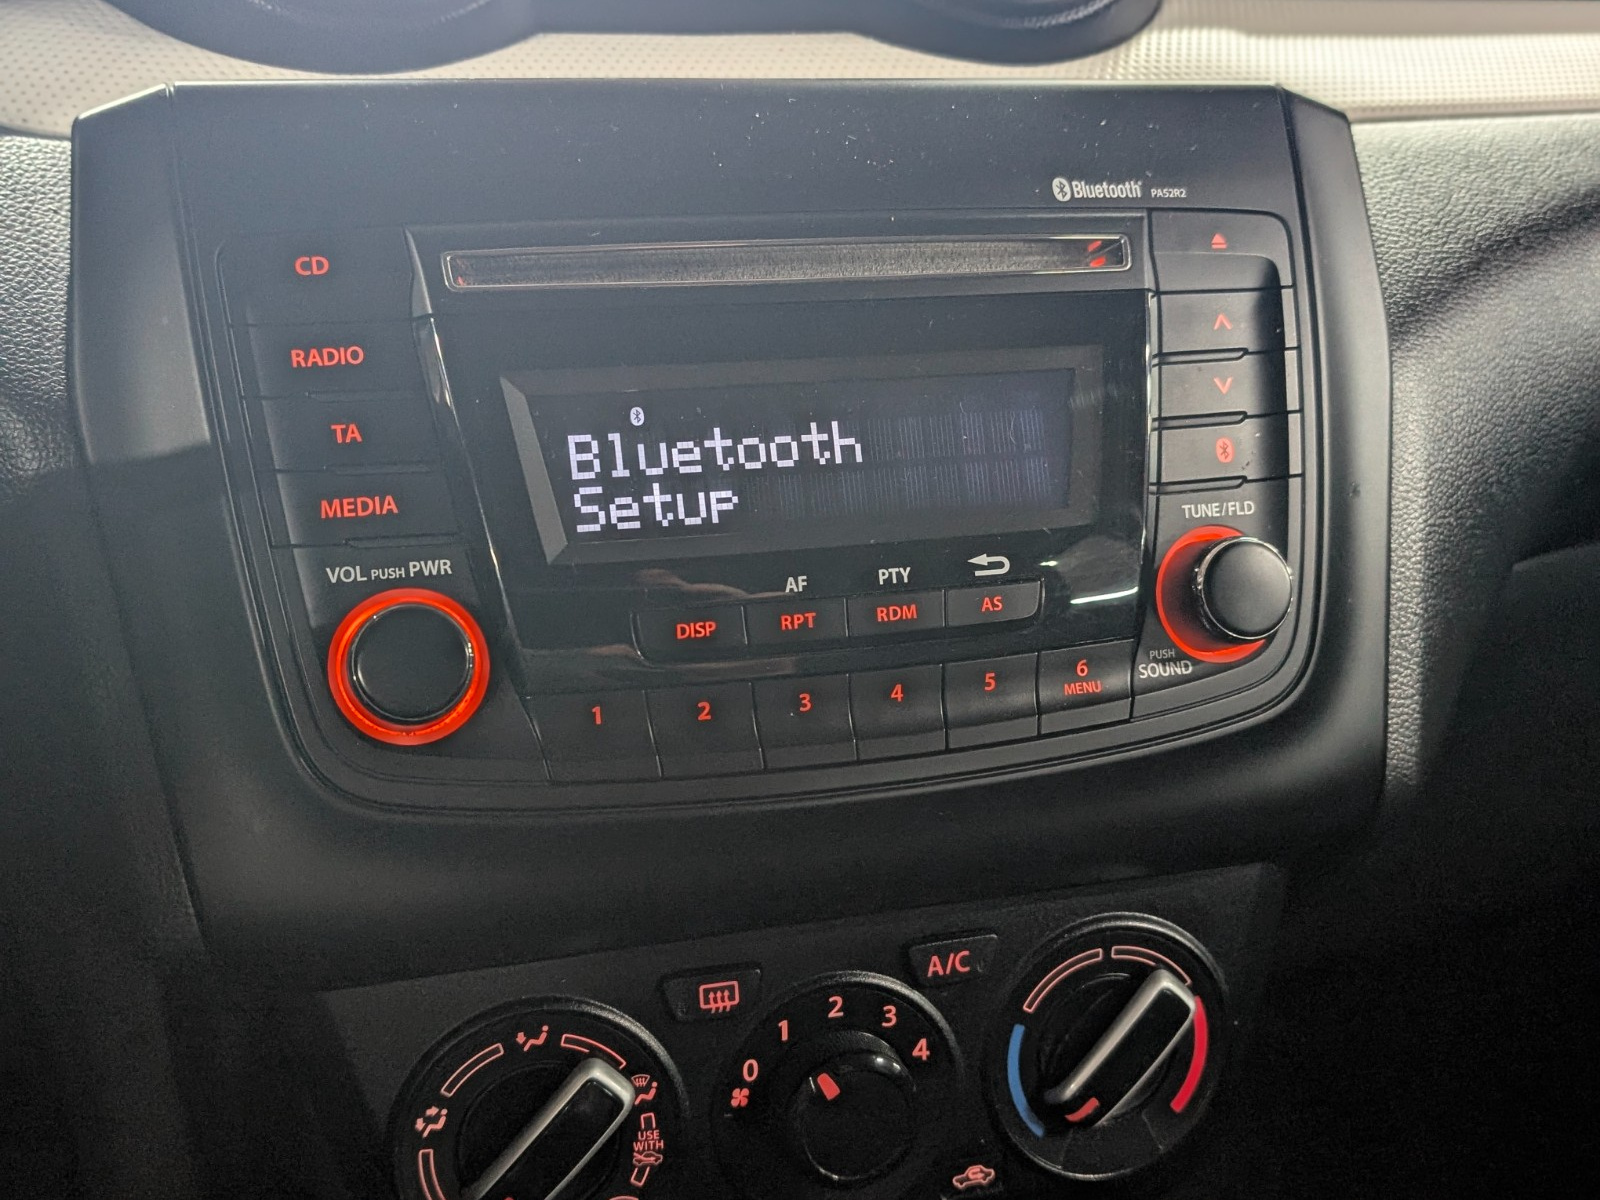 Bluetooth PA52R2
CD
RADIO
TA
MEDIA
Bluetooth
Setup
TUNE/FLD
VOL PUSH PWR
AF PTY
DISP RPT RDM AS
PUSH
SOUND
1 2 3 4 5 6
MENU
A/C
0 1 2 3 4
USE
WITH